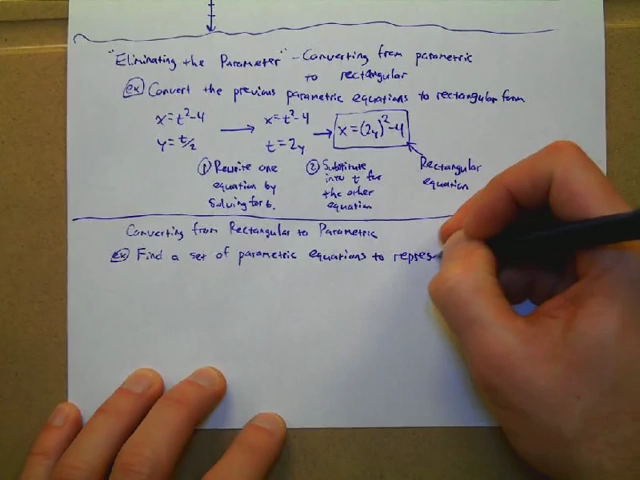 "Eliminating the Parameter" - Converting from parametric
to rectangular
ex Convert the previous parametric equations to rectangular form
x=t²-4 → x=t²-4 → x=(2y)²-4
y=t/2 t=2y
① Rewrite one
equation by
solving for t.
② Substitute
into t for
the other
equation
Rectangular
equation
Converting from Rectangular to Parametric
ex Find a set of parametric equations to repres